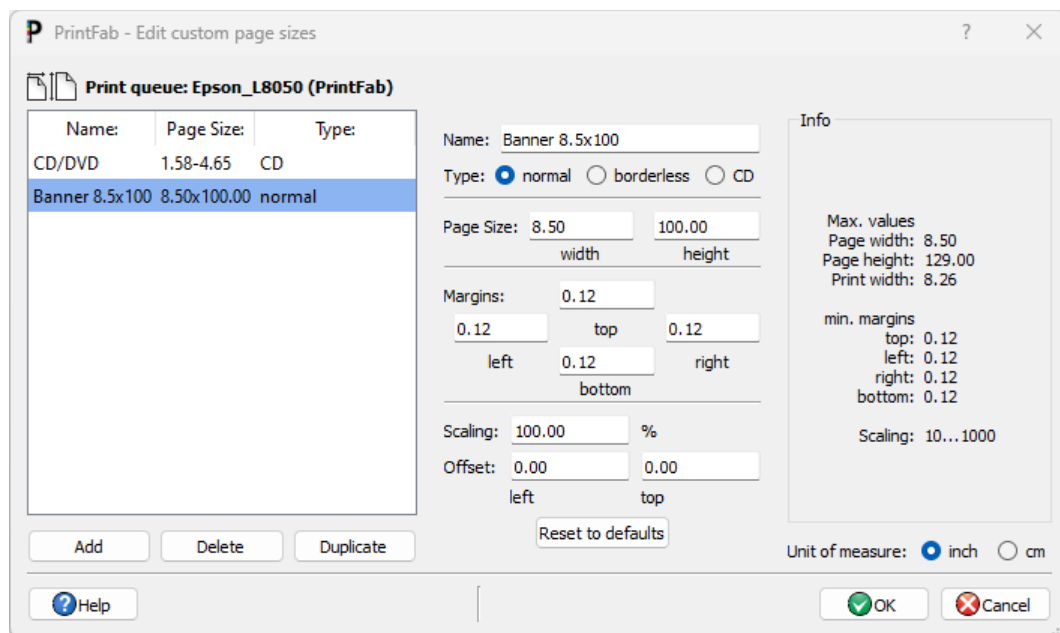 PrintFab - Edit custom page sizes
Print queue: Epson_L8050 (PrintFab)
Name: Page Size: Type:
CD/DVD 1.58-4.65 CD
Banner 8.5x100 8.50x100.00 normal
Add Delete Duplicate
Name: Banner 8.5x100
Type: normal borderless CD
Page Size: 8.50 100.00
width height
Margins: 0.12
0.12 top 0.12
left 0.12 right
bottom
Scaling: 100.00 %
Offset: 0.00 0.00
left top
Reset to defaults
Info
Max. values
Page width: 8.50
Page height: 129.00
Print width: 8.26
min. margins
top: 0.12
left: 0.12
right: 0.12
bottom: 0.12
Scaling: 10...1000
Unit of measure: inch cm
Help OK Cancel